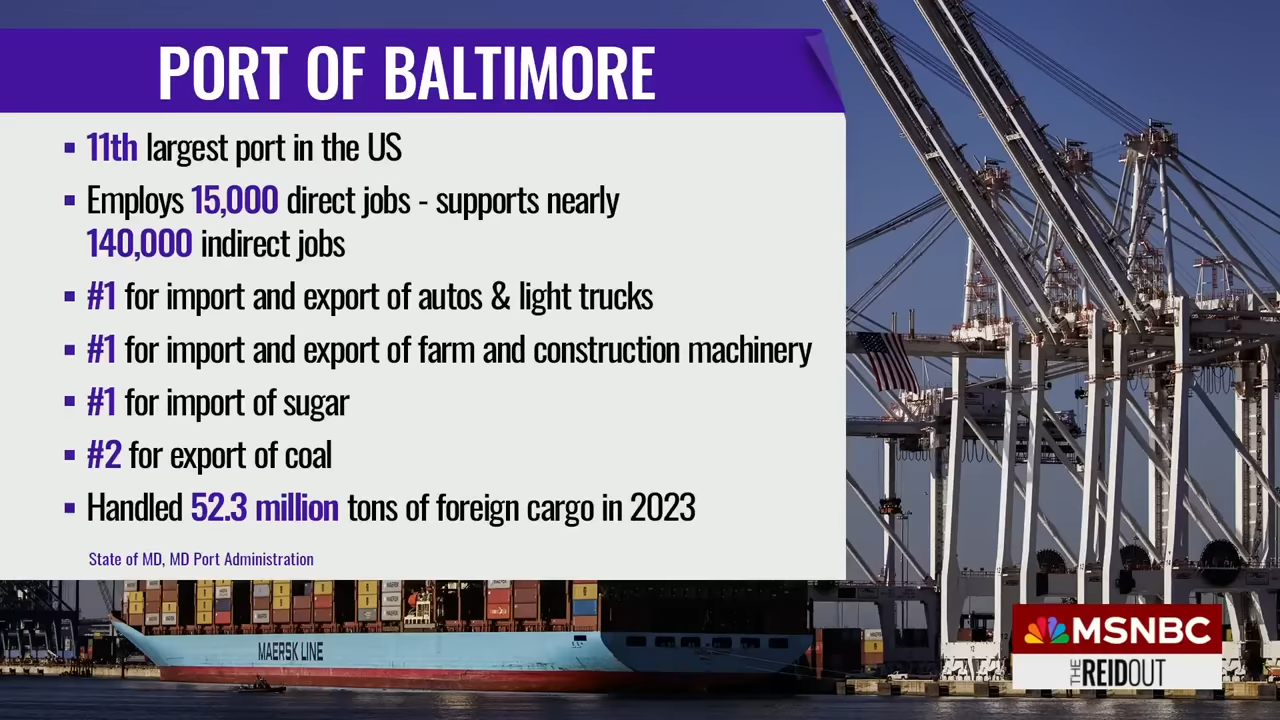 PORT OF BALTIMORE
▪ 11th largest port in the US
▪ Employs 15,000 direct jobs - supports nearly
140,000 indirect jobs
▪ #1 for import and export of autos & light trucks
▪ #1 for import and export of farm and construction machinery
▪ #1 for import of sugar
▪ #2 for export of coal
▪ Handled 52.3 million tons of foreign cargo in 2023
State of MD, MD Port Administration
MAERSK LINE
MSNBC
THE REIDOUT